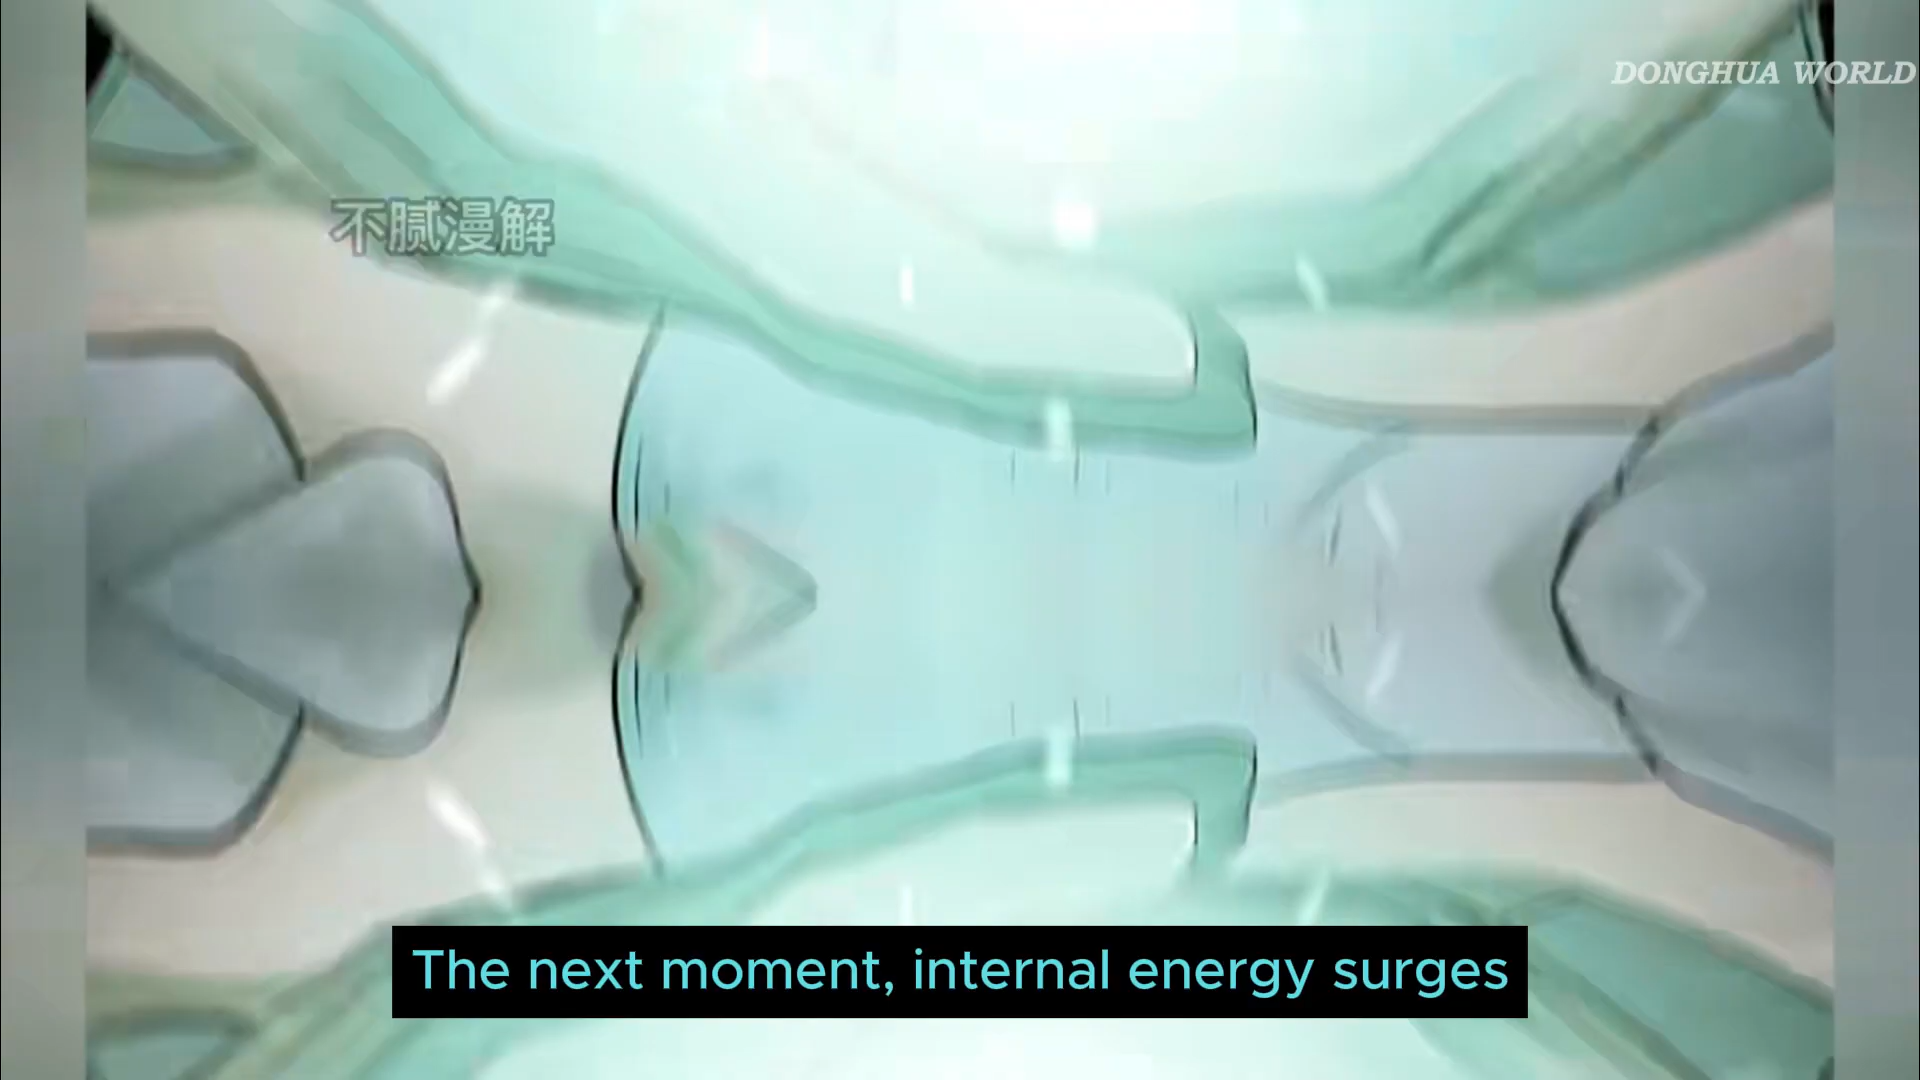 DONGHUA WORLD
不腻漫解
The next moment, internal energy surges